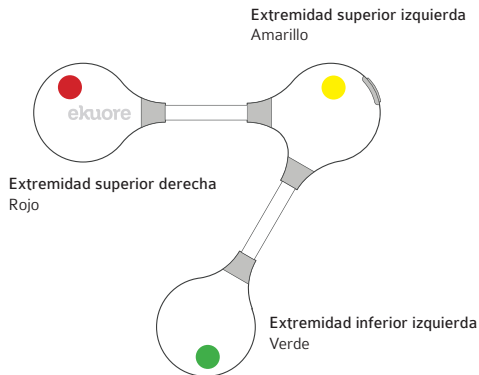 Extremidad superior izquierda
Amarillo
ekuore
Extremidad superior derecha
Rojo
Extremidad inferior izquierda
Verde